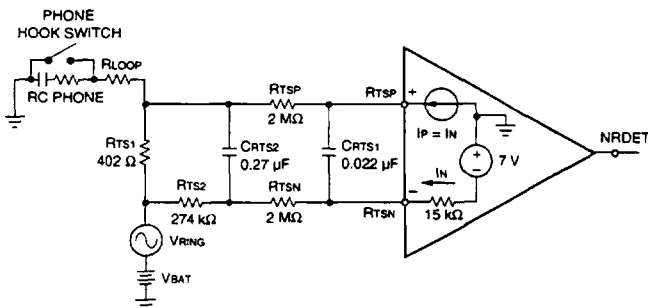 PHONE
HOOK SWITCH
RLOOP
RC PHONE
RTSP
2 MΩ
RTSP
+
IP = IN
NRDET
RTS1
402 Ω
CRTS2
0.27 µF
CRTS1
0.022 µF
+
–
7 V
IN
–
RTS2
274 kΩ
RTSN
2 MΩ
RTSN
15 kΩ
VRING
VBAT